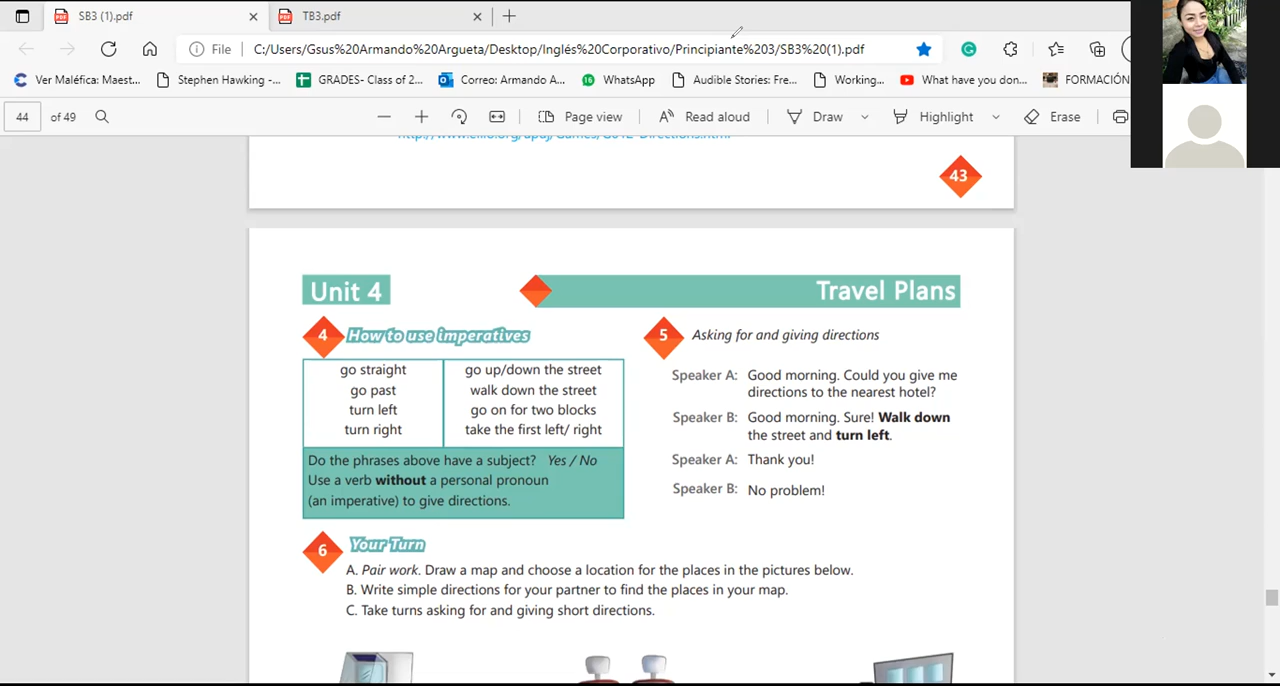 SB3 (1).pdf
TB3.pdf
File
C:/Users/Gsus%20Armando%20Argueta/Desktop/Inglés%20Corporativo/Principiante%203/SB3%20(1).pdf
Ver Maléfica: Maest...
Stephen Hawking -...
GRADES- Class of 2...
Correo: Armando A...
WhatsApp
Audible Stories: Fre...
Working...
What have you don...
FORMACIÓN
44 of 49
Page view
Read aloud
Draw
Highlight
Erase
43
Unit 4
Travel Plans
4 How to use imperatives
go straight
go past
turn left
turn right
go up/down the street
walk down the street
go on for two blocks
take the first left/ right
Do the phrases above have a subject? Yes / No
Use a verb without a personal pronoun
(an imperative) to give directions.
5 Asking for and giving directions
Speaker A: Good morning. Could you give me
directions to the nearest hotel?
Speaker B: Good morning. Sure! Walk down
the street and turn left.
Speaker A: Thank you!
Speaker B: No problem!
6 Your Turn
A. Pair work. Draw a map and choose a location for the places in the pictures below.
B. Write simple directions for your partner to find the places in your map.
C. Take turns asking for and giving short directions.